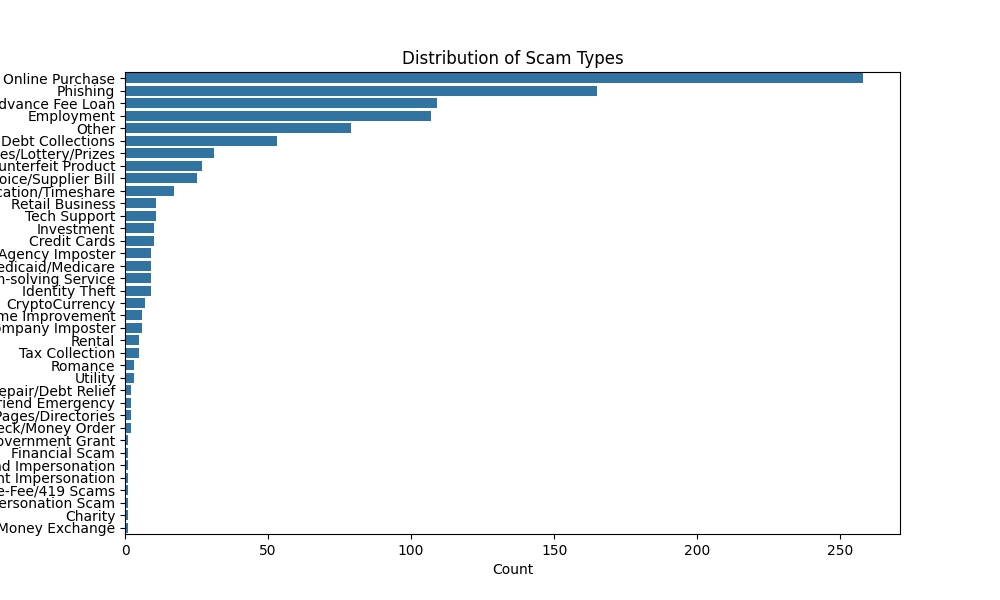 Distribution of Scam Types
Online Purchase
Phishing
dvance Fee Loan
Employment
Other
Debt Collections
es/Lottery/Prizes
unterfeit Product
oice/Supplier Bill
cation/Timeshare
Retail Business
Tech Support
Investment
Credit Cards
Agency Imposter
edicaid/Medicare
n-solving Service
Identity Theft
CryptoCurrency
me Improvement
ompany Imposter
Rental
Tax Collection
Romance
Utility
epair/Debt Relief
riend Emergency
Pages/Directories
eck/Money Order
overnment Grant
Financial Scam
nd Impersonation
nt Impersonation
e-Fee/419 Scams
ersonation Scam
Charity
Money Exchange
0 50 100 150 200 250
Count